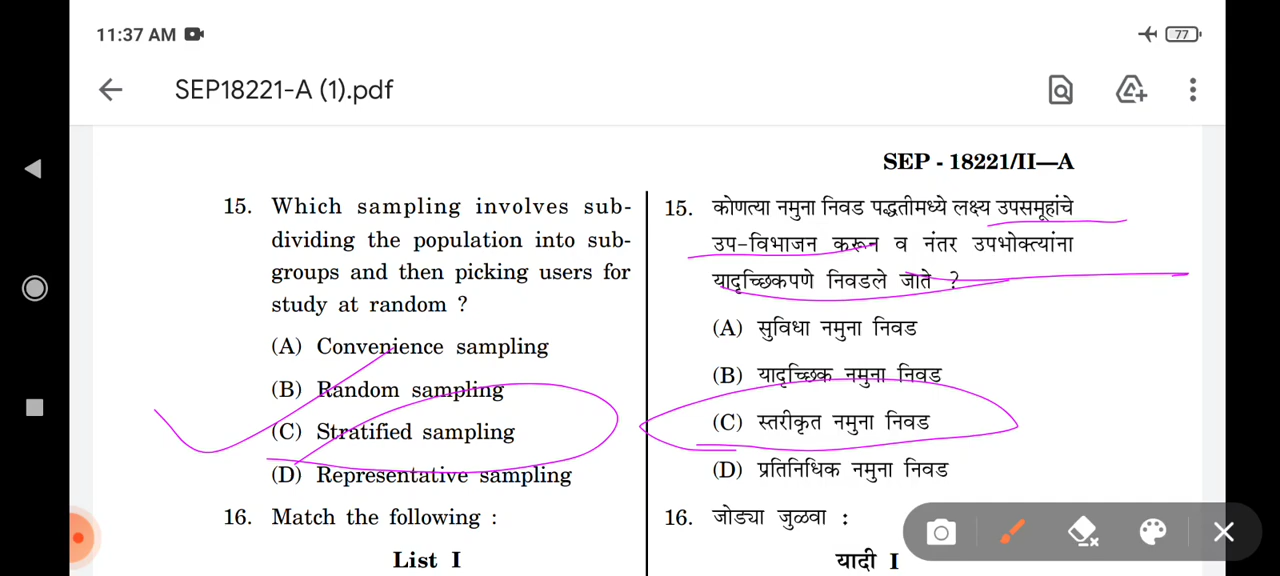 11:37 AM
77
SEP18221-A (1).pdf
SEP - 18221/II—A
15. Which sampling involves sub-
dividing the population into sub-
groups and then picking users for
study at random ?
(A) Convenience sampling
(B) Random sampling
(C) Stratified sampling
(D) Representative sampling
16. Match the following :
List I
15. कोणत्या नमुना निवड पद्धतीमध्ये लक्ष्य उपसमूहांचे
उप-विभाजन करून व नंतर उपभोक्त्यांना
यादृच्छिकपणे निवडले जाते ?
(A) सुविधा नमुना निवड
(B) यादृच्छिक नमुना निवड
(C) स्तरीकृत नमुना निवड
(D) प्रतिनिधिक नमुना निवड
16. जोड्या जुळवा :
यादी I